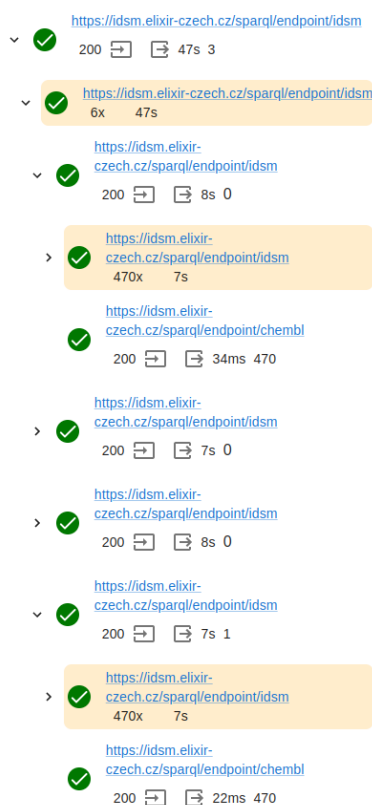 https://idsm.elixir-czech.cz/sparql/endpoint/idsm
200 47s 3
https://idsm.elixir-czech.cz/sparql/endpoint/idsm
6x 47s
https://idsm.elixir-
czech.cz/sparql/endpoint/idsm
200 8s 0
https://idsm.elixir-
czech.cz/sparql/endpoint/idsm
470x 7s
https://idsm.elixir-
czech.cz/sparql/endpoint/chembl
200 34ms 470
https://idsm.elixir-
czech.cz/sparql/endpoint/idsm
200 7s 0
https://idsm.elixir-
czech.cz/sparql/endpoint/idsm
200 8s 0
https://idsm.elixir-
czech.cz/sparql/endpoint/idsm
200 7s 1
https://idsm.elixir-
czech.cz/sparql/endpoint/idsm
470x 7s
https://idsm.elixir-
czech.cz/sparql/endpoint/chembl
200 22ms 470